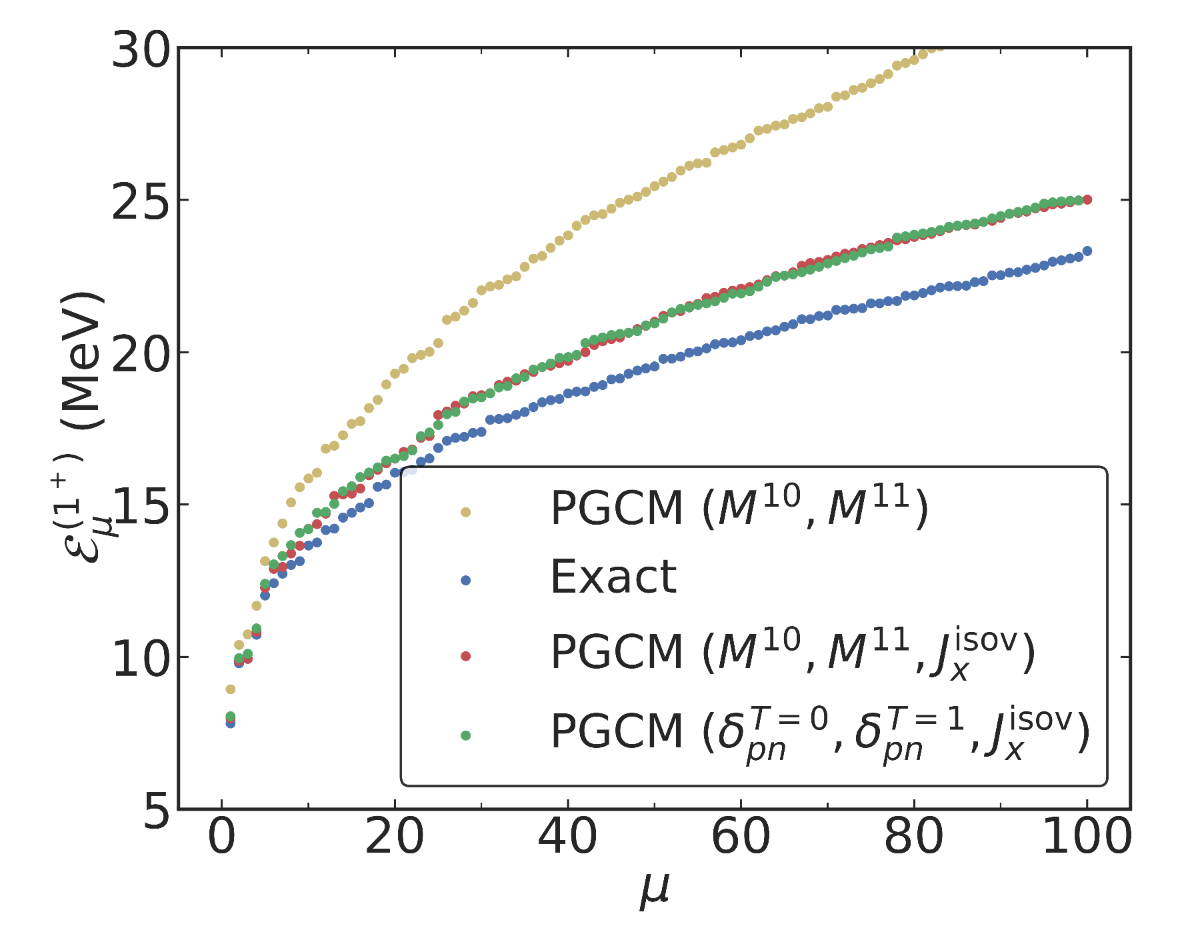 30
25
20
15
10
5
0 20 40 60 80 100
μ
ℰ_μ^(1⁺) (MeV)
PGCM (M^10, M^11)
Exact
PGCM (M^10, M^11, J_x^isov)
PGCM (δ_pn^T=0, δ_pn^T=1, J_x^isov)